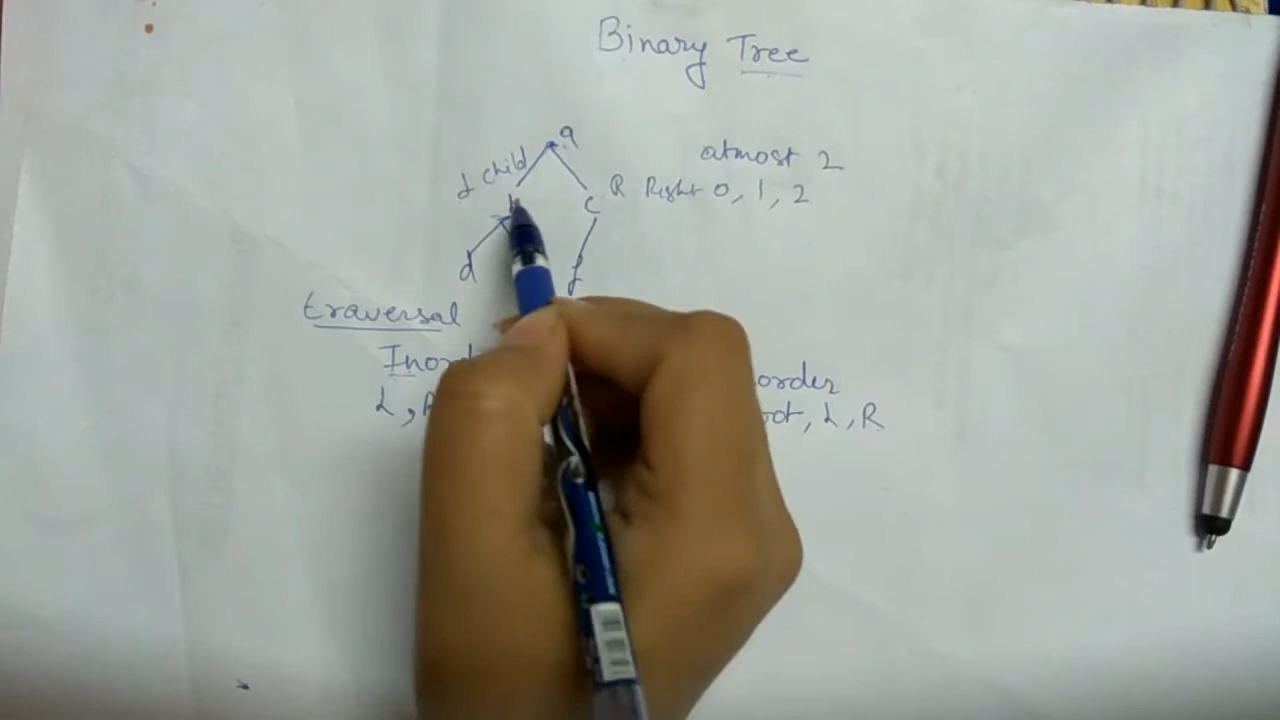 Binary Tree
a
atmost 2
L child
R Right 0, 1, 2
c
d
f
traversal
L,
order
L, R